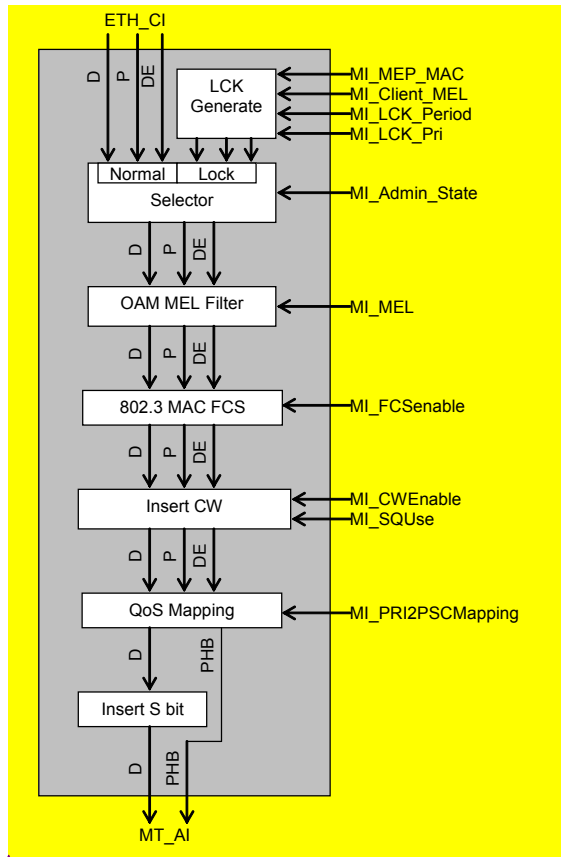 ETH_CI
D P DE
LCK
Generate
MI_MEP_MAC
MI_Client_MEL
MI_LCK_Period
MI_LCK_Pri
Normal Lock
Selector
MI_Admin_State
D P DE
OAM MEL Filter
MI_MEL
D P DE
802.3 MAC FCS
MI_FCSenable
D P DE
Insert CW
MI_CWEnable
MI_SQUse
D P DE
QoS Mapping
MI_PRI2PSCMapping
D PHB
Insert S bit
D PHB
MT_AI